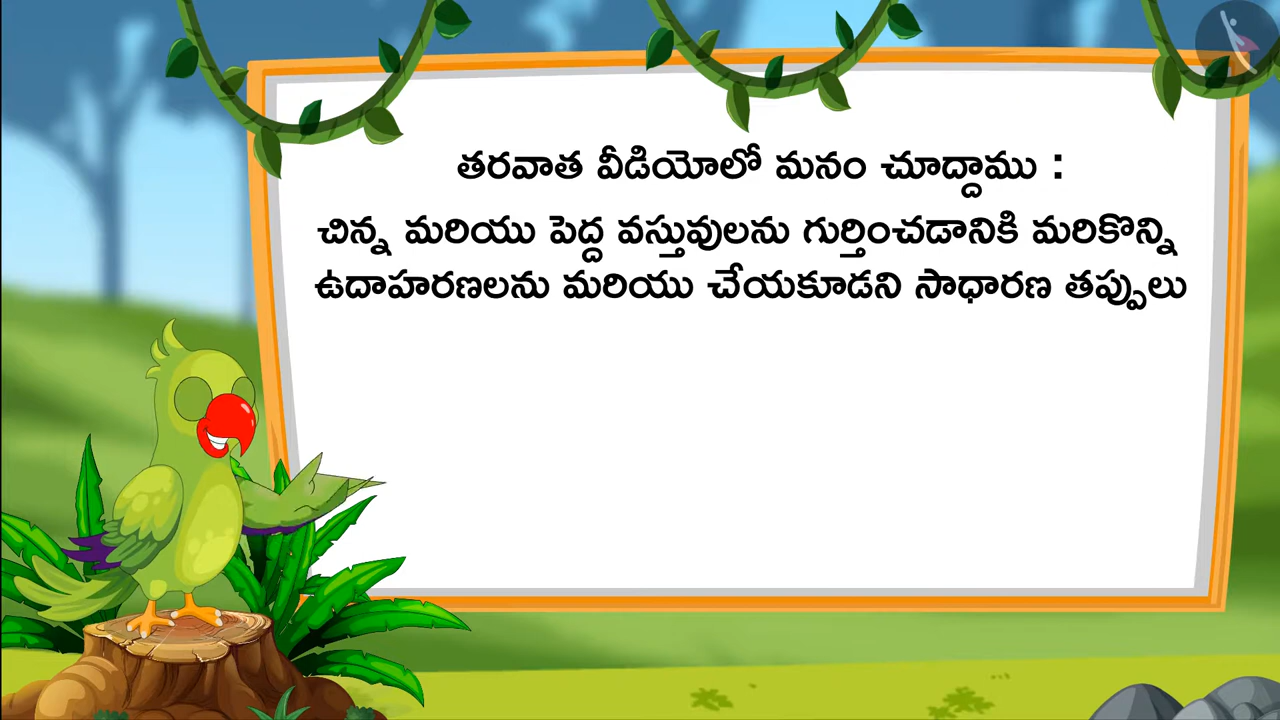 తరవాత వీడియోలో మనం చూద్దాము :
చిన్న మరియు పెద్ద వస్తువులను గుర్తించడానికి మరికొన్ని
ఉదాహరణలను మరియు చేయకూడని సాధారణ తప్పులు